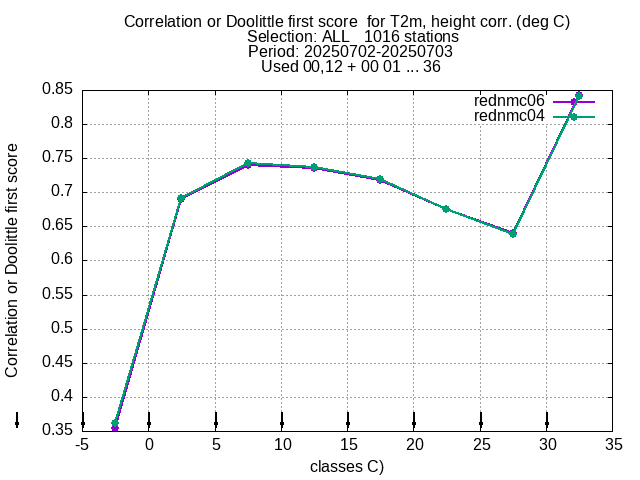 Correlation or Doolittle first score  for T2m, height corr. (deg C)
Selection: ALL   1016 stations
Period: 20250702-20250703
Used 00,12 + 00 01 ... 36
rednmc06
rednmc04
Correlation or Doolittle first score
0.85
0.8
0.75
0.7
0.65
0.6
0.55
0.5
0.45
0.4
0.35
-5 0 5 10 15 20 25 30 35
classes C)